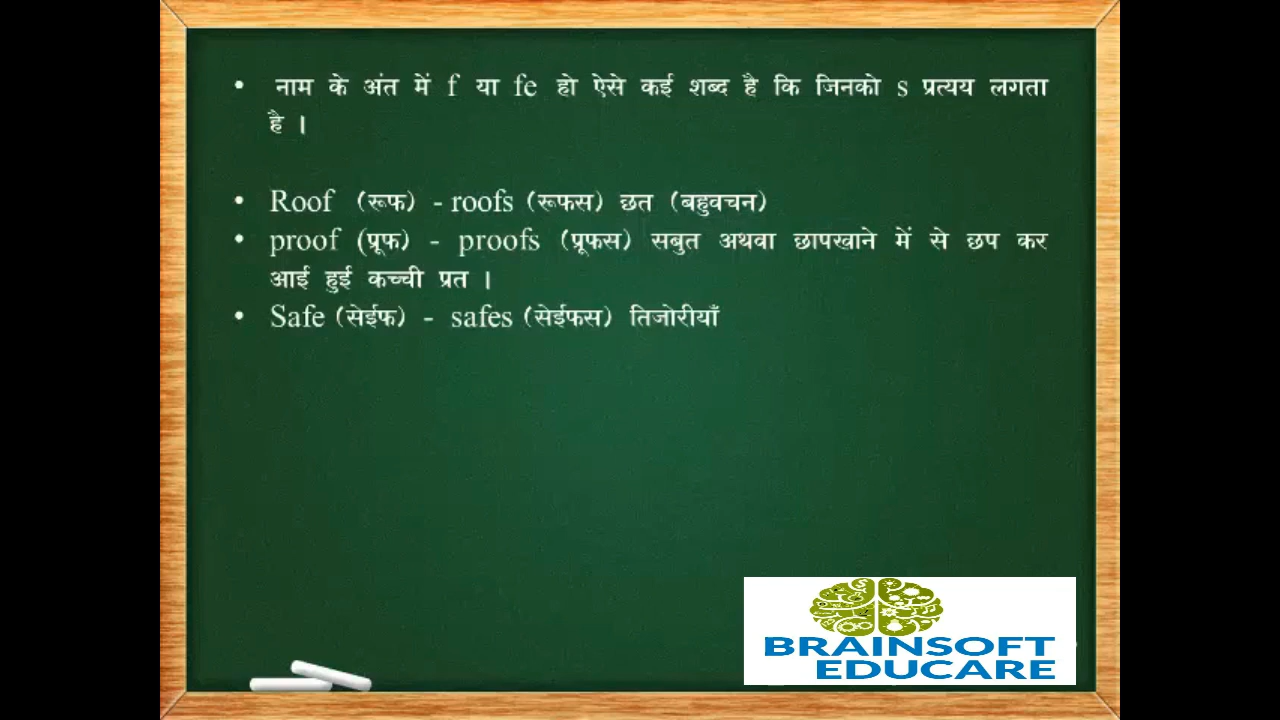 • नाम के अंत में f या fe हो ऐसे कई शब्द है कि जिनको s प्रत्यय लगता
है ।
• Roof (रूफ) - roofs (रूफस) छत (बहुवचन)
• proof (प्रूफ) - proofs (प्रूफस) सबुत अथवा छापखाने में से छप कर
आई हुई कच्ची प्रत ।
• Safe (सेईफ) - safes (सेईफस) तिजोरीयाँ
BRAINSOFT
EDUCARE